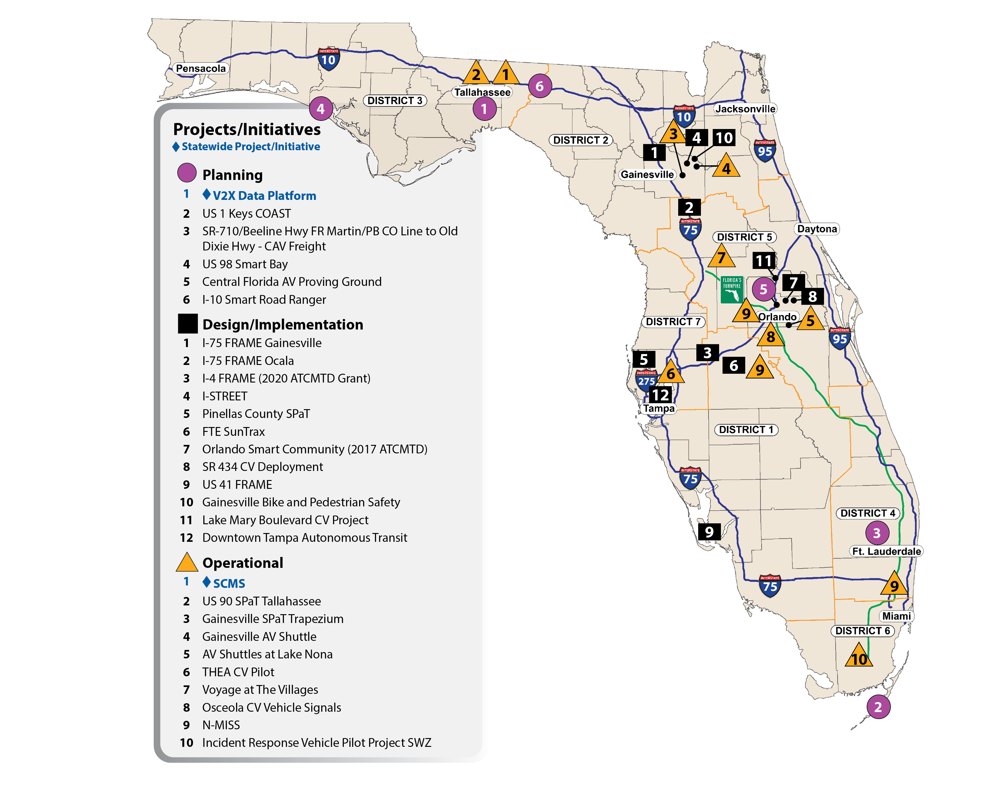 Projects/Initiatives
Statewide Project/Initiative
Planning
1 V2X Data Platform
2 US 1 Keys COAST
3 SR-710/Beeline Hwy FR Martin/PB CO Line to Old
Dixie Hwy - CAV Freight
4 US 98 Smart Bay
5 Central Florida AV Proving Ground
6 I-10 Smart Road Ranger
Design/Implementation
1 I-75 FRAME Gainesville
2 I-75 FRAME Ocala
3 I-4 FRAME (2020 ATCMTD Grant)
4 I-STREET
5 Pinellas County SPaT
6 FTE SunTrax
7 Orlando Smart Community (2017 ATCMTD)
8 SR 434 CV Deployment
9 US 41 FRAME
10 Gainesville Bike and Pedestrian Safety
11 Lake Mary Boulevard CV Project
12 Downtown Tampa Autonomous Transit
Operational
1 SCMS
2 US 90 SPaT Tallahassee
3 Gainesville SPaT Trapezium
4 Gainesville AV Shuttle
5 AV Shuttles at Lake Nona
6 THEA CV Pilot
7 Voyage at The Villages
8 Osceola CV Vehicle Signals
9 N-MISS
10 Incident Response Vehicle Pilot Project SWZ
INTERSTATE
10
Pensacola
2
1
6
Tallahassee
DISTRICT 3
4
1
Jacksonville
INTERSTATE
10
3
4
10
DISTRICT 2
INTERSTATE
95
1
4
Gainesville
2
INTERSTATE
75
Daytona
DISTRICT 5
7
11
FLORIDA'S
TURNPIKE
5
7
8
9
Orlando
5
DISTRICT 7
8
INTERSTATE
95
3
5
6
9
INTERSTATE
275
6
12
Tampa
DISTRICT 1
INTERSTATE
75
DISTRICT 4
9
3
Ft. Lauderdale
INTERSTATE
75
9
Miami
DISTRICT 6
10
2